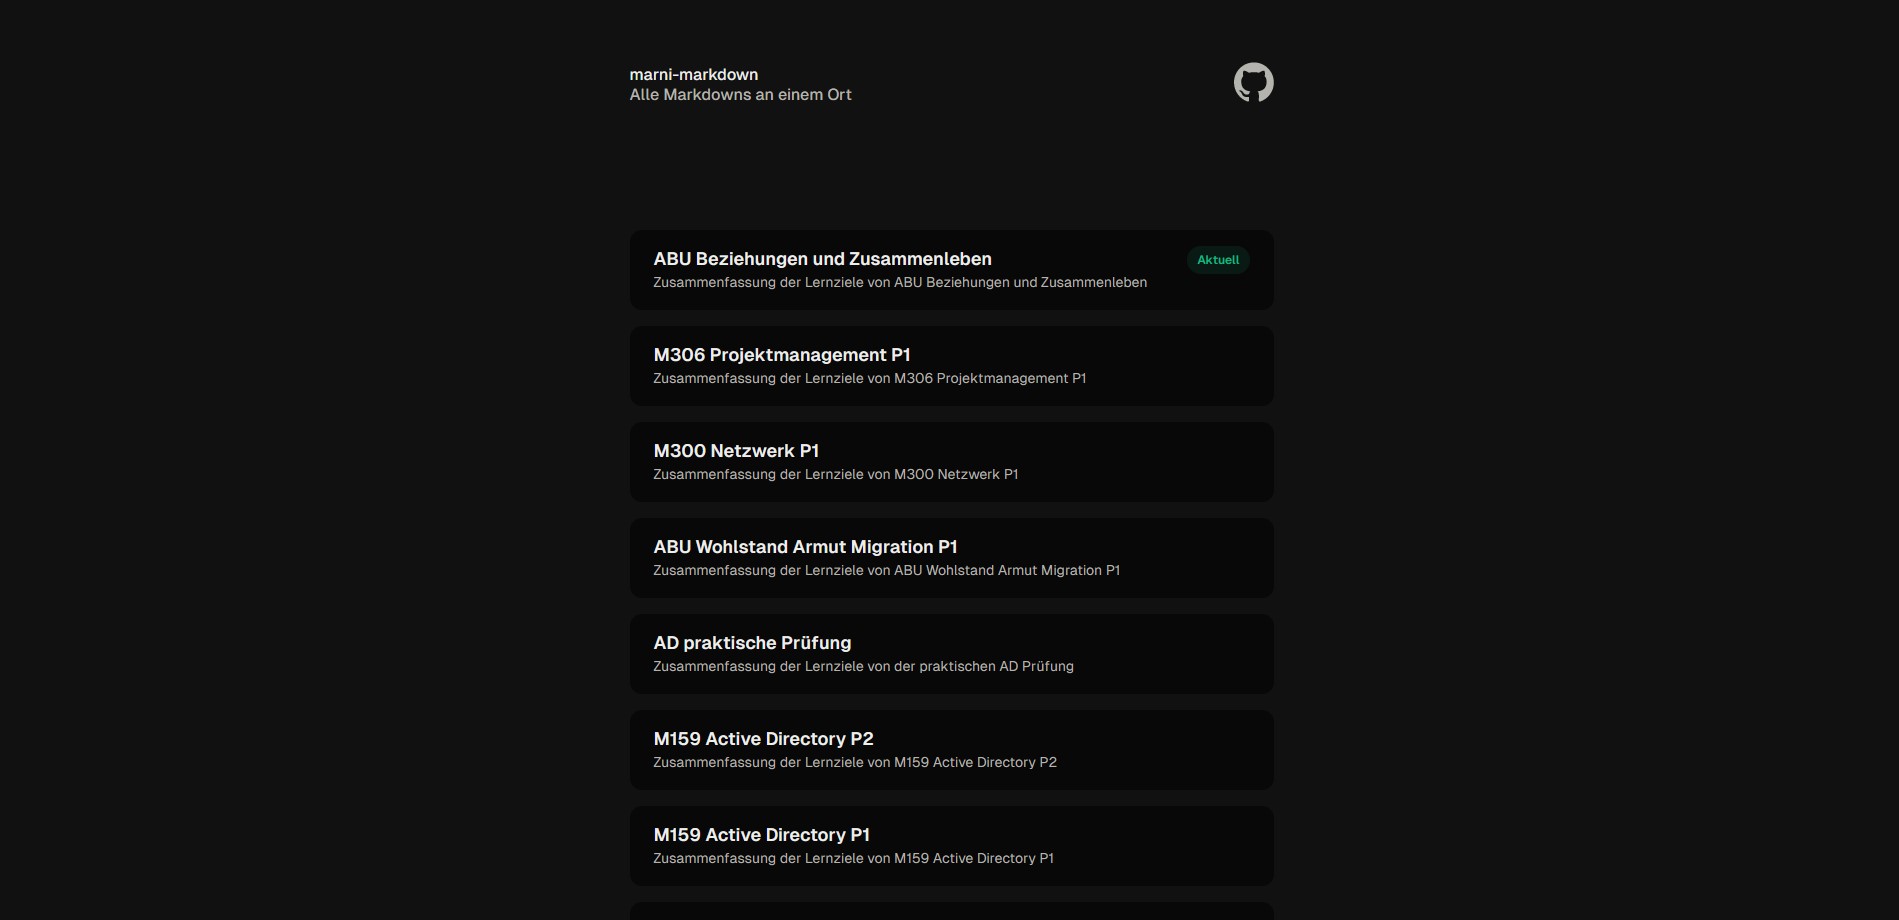 marni-markdown
Alle Markdowns an einem Ort
ABU Beziehungen und Zusammenleben
Aktuell
Zusammenfassung der Lernziele von ABU Beziehungen und Zusammenleben
M306 Projektmanagement P1
Zusammenfassung der Lernziele von M306 Projektmanagement P1
M300 Netzwerk P1
Zusammenfassung der Lernziele von M300 Netzwerk P1
ABU Wohlstand Armut Migration P1
Zusammenfassung der Lernziele von ABU Wohlstand Armut Migration P1
AD praktische Prüfung
Zusammenfassung der Lernziele von der praktischen AD Prüfung
M159 Active Directory P2
Zusammenfassung der Lernziele von M159 Active Directory P2
M159 Active Directory P1
Zusammenfassung der Lernziele von M159 Active Directory P1